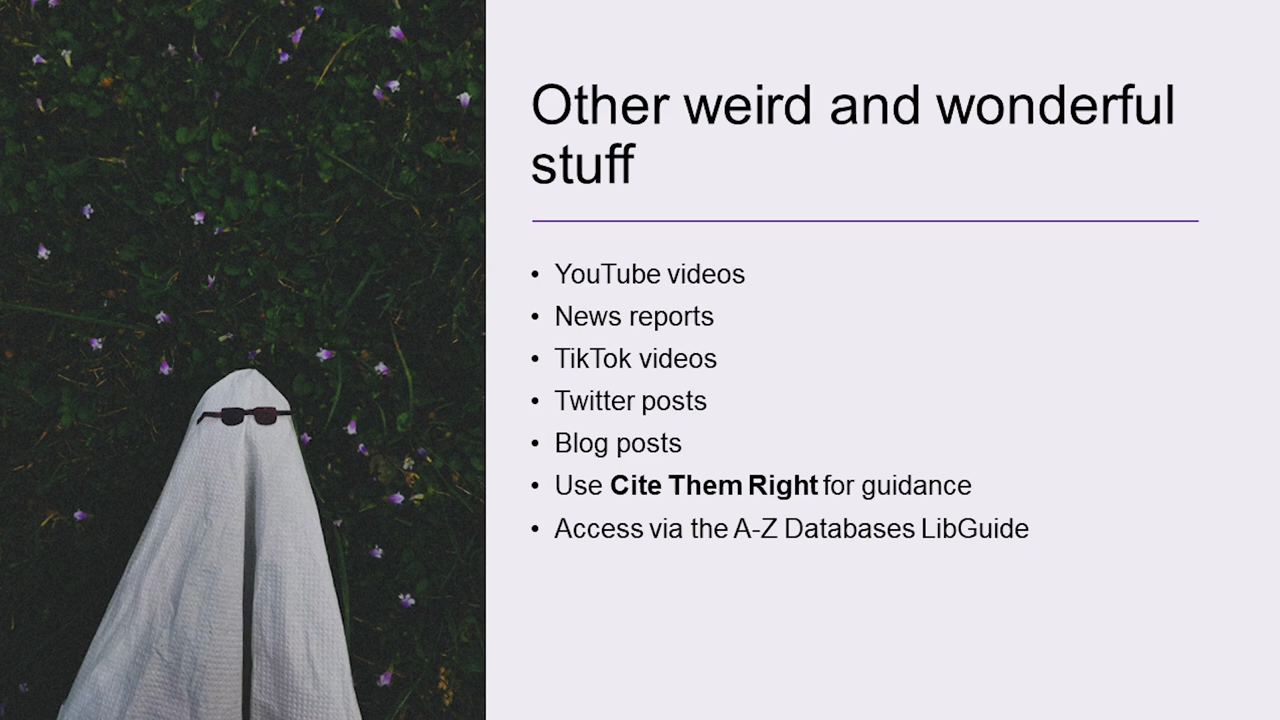 Other weird and wonderful
stuff
• YouTube videos
• News reports
• TikTok videos
• Twitter posts
• Blog posts
• Use Cite Them Right for guidance
• Access via the A-Z Databases LibGuide